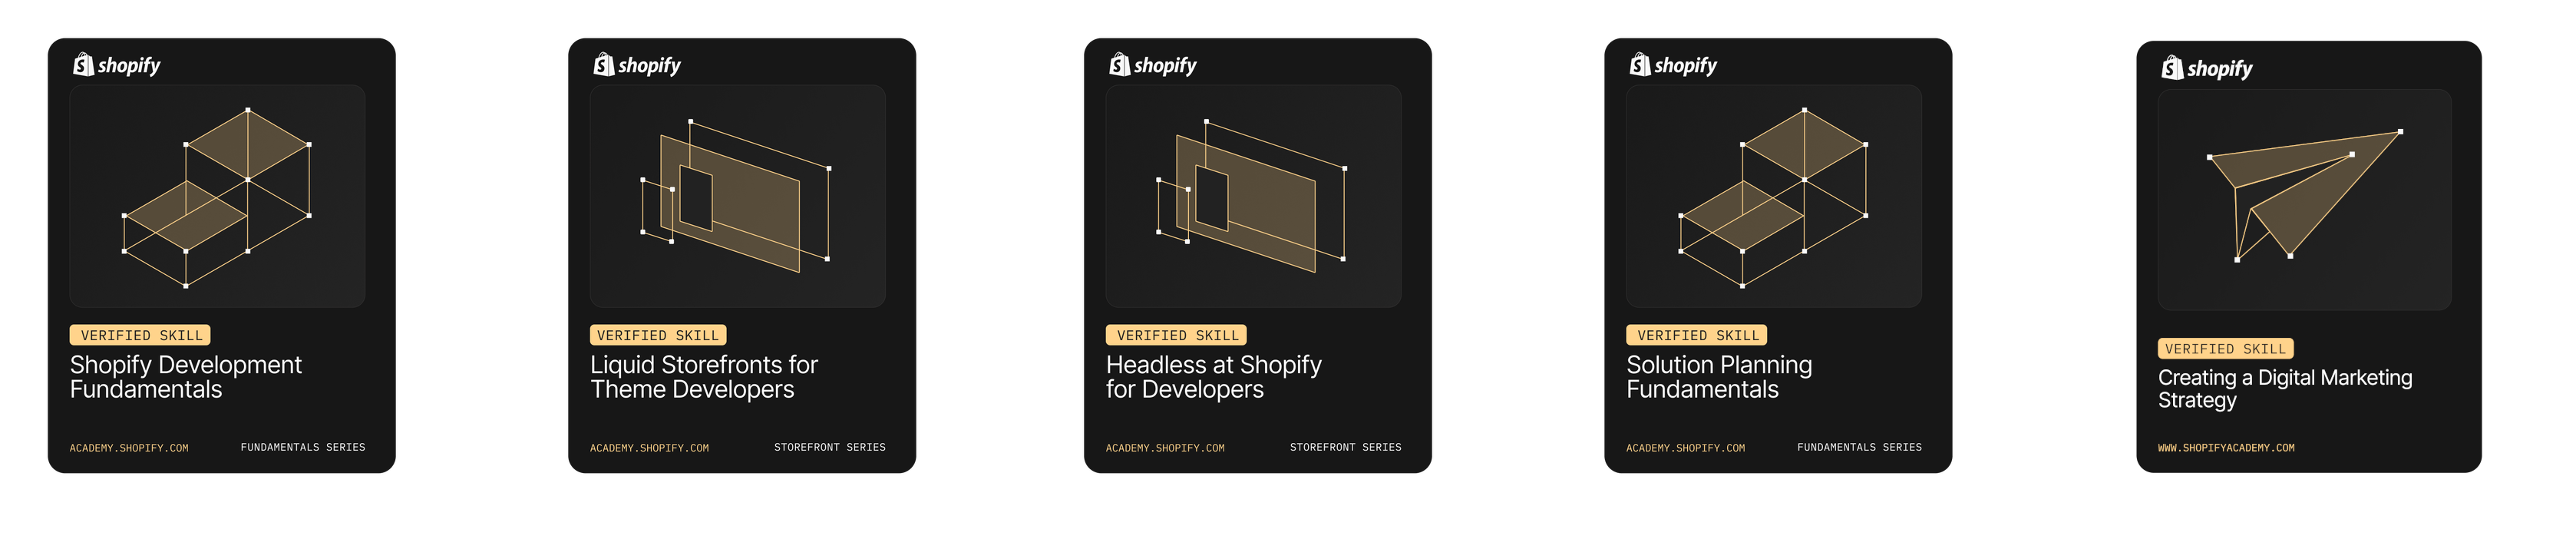 shopify
VERIFIED SKILL
Shopify Development
Fundamentals
ACADEMY.SHOPIFY.COM
FUNDAMENTALS SERIES
shopify
VERIFIED SKILL
Liquid Storefronts for
Theme Developers
ACADEMY.SHOPIFY.COM
STOREFRONT SERIES
shopify
VERIFIED SKILL
Headless at Shopify
for Developers
ACADEMY.SHOPIFY.COM
STOREFRONT SERIES
shopify
VERIFIED SKILL
Solution Planning
Fundamentals
ACADEMY.SHOPIFY.COM
FUNDAMENTALS SERIES
shopify
VERIFIED SKILL
Creating a Digital Marketing
Strategy
WWW.SHOPIFYACADEMY.COM